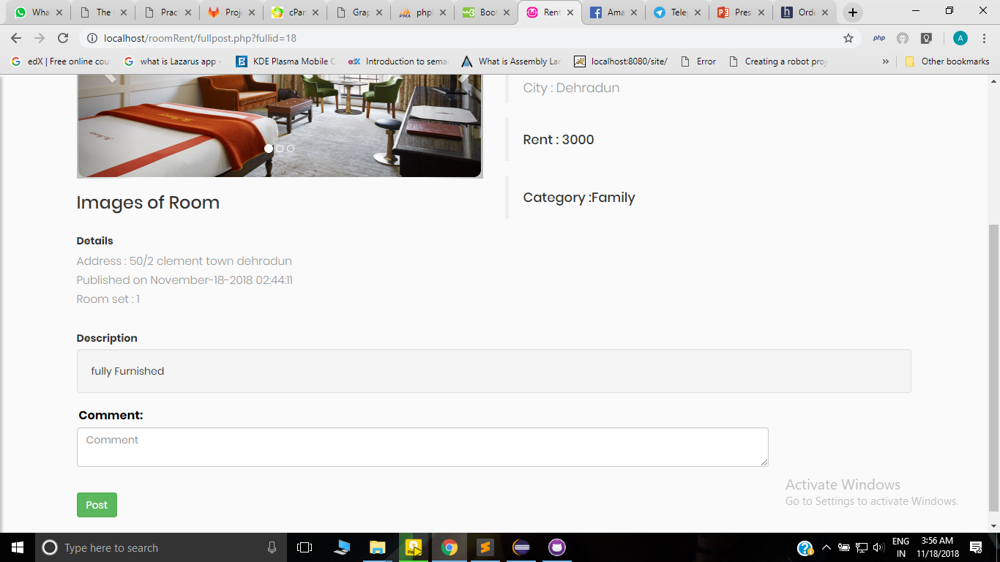 Wha
The
Prac
Proj
cPar
Grap
phpl
Boot
Rent
Ama
Tele
Pres
Orde
localhost/roomRent/fullpost.php?fullid=18
php
A
edX | Free online cou
what is Lazarus app -
KDE Plasma Mobile
Introduction to sema
What is Assembly Lan
localhost:8080/site/
Error
Creating a robot proj
»
Other bookmarks
City : Dehradun
Rent : 3000
Category :Family
Images of Room
Details
Address : 50/2 clement town dehradun
Published on November-18-2018 02:44:11
Room set : 1
Description
fully Furnished
Comment:
Comment
Post
Activate Windows
Go to Settings to activate Windows.
Type here to search
ENG
IN
3:56 AM
11/18/2018